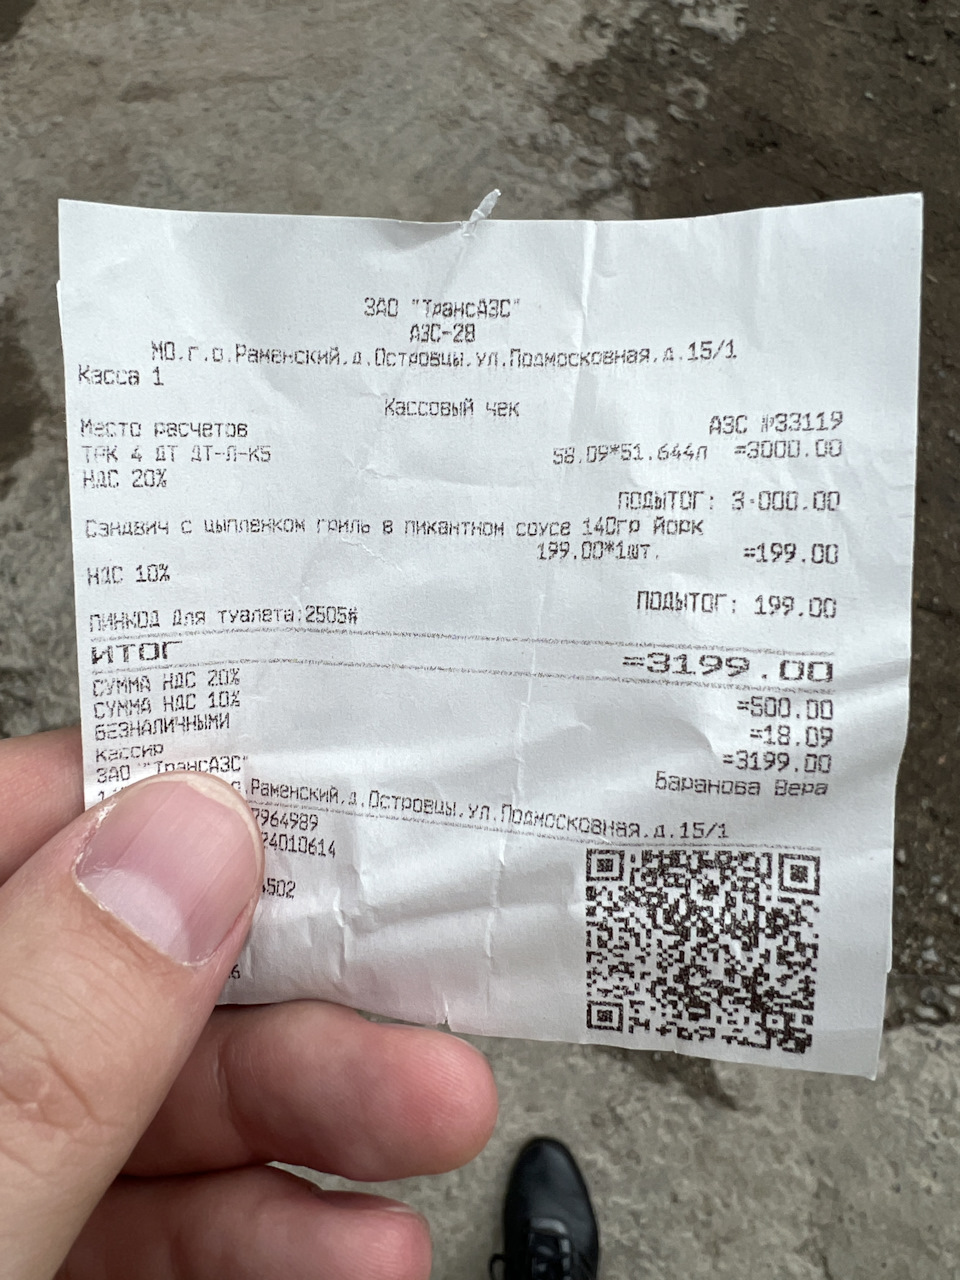 ЗАО "ТрансАЗС"
АЗС-28
МО.г.о.Раменский.д.Островцы.ул.Подмосковная.д.15/1
Касса 1
Кассовый чек
Место расчетов АЗС №33119
ТРК 4 ДТ ДТ-Л-К5 58.09*51.644л =3000.00
НДС 20%
ПОДЫТОГ: 3·000.00
Сэндвич с цыпленком гриль в пикантном соусе 140гр Йорк
199.00*1шт. =199.00
НДС 10%
ПОДЫТОГ: 199.00
ПИНКОД для туалета:2505#
ИТОГ =3199.00
СУММА НДС 20% =500.00
СУММА НДС 10% =18.09
БЕЗНАЛИЧНЫМИ =3199.00
Кассир Баранова Вера
ЗАО "ТрансАЗС"
.Раменский.д.Островцы.ул.Подмосковная.д.15/1
7964989
24010614
502
6